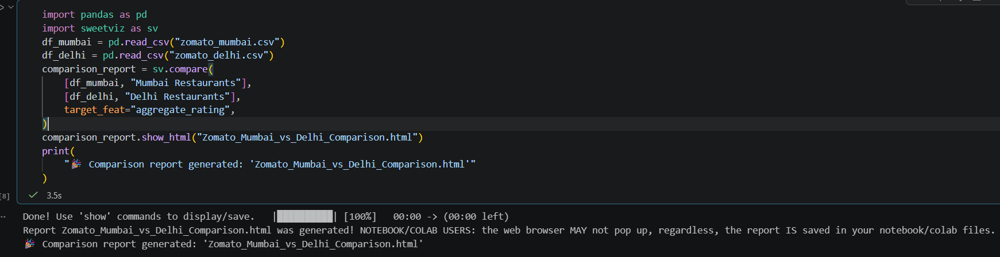 import pandas as pd
import sweetviz as sv
df_mumbai = pd.read_csv("zomato_mumbai.csv")
df_delhi = pd.read_csv("zomato_delhi.csv")
comparison_report = sv.compare(
    [df_mumbai, "Mumbai Restaurants"],
    [df_delhi, "Delhi Restaurants"],
    target_feat="aggregate_rating",
)
comparison_report.show_html("Zomato_Mumbai_vs_Delhi_Comparison.html")
print(
    "🎉 Comparison report generated: 'Zomato_Mumbai_vs_Delhi_Comparison.html'"
)
[8] ✓ 3.5s
Done! Use 'show' commands to display/save. |██████████| [100%] 00:00 -> (00:00 left)
Report Zomato_Mumbai_vs_Delhi_Comparison.html was generated! NOTEBOOK/COLAB USERS: the web browser MAY not pop up, regardless, the report IS saved in your notebook/colab files.
🎉 Comparison report generated: 'Zomato_Mumbai_vs_Delhi_Comparison.html'